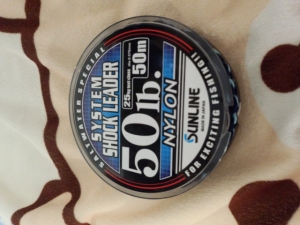 SALTWATER SPECIAL
SYSTEM
SHOCK LEADER
50lb.
50m
NYLON
SUNLINE
MADE IN JAPAN
FOR EXCITING FISHING!!